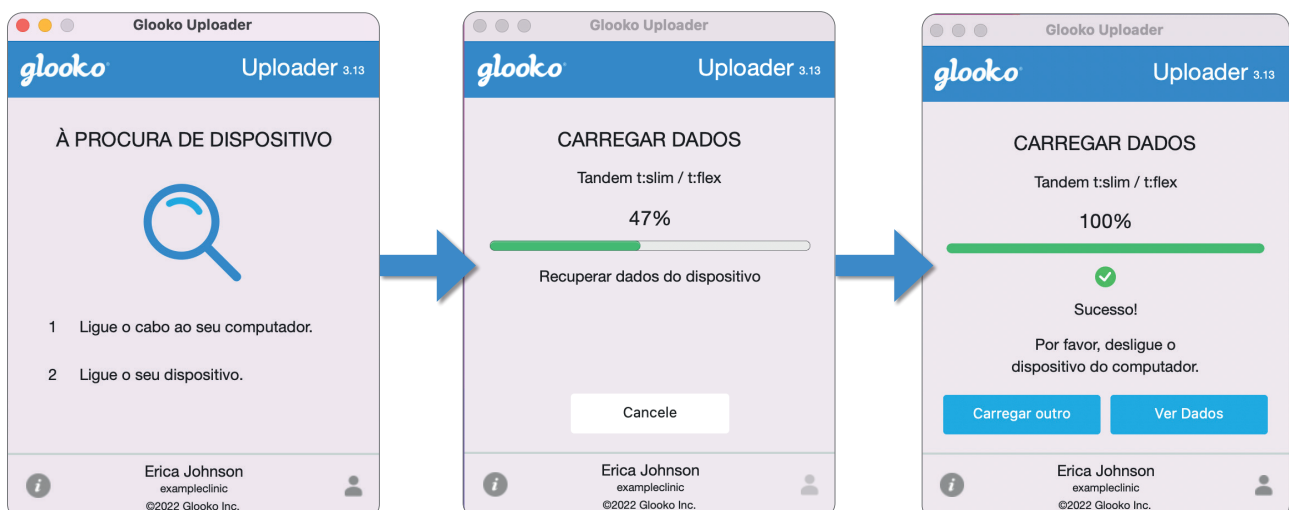 Glooko Uploader
glooko Uploader 3.13
À PROCURA DE DISPOSITIVO
1 Ligue o cabo ao seu computador.
2 Ligue o seu dispositivo.
Erica Johnson
exampleclinic
©2022 Glooko Inc.
Glooko Uploader
glooko Uploader 3.13
CARREGAR DADOS
Tandem t:slim / t:flex
47%
Recuperar dados do dispositivo
Cancele
Erica Johnson
exampleclinic
©2022 Glooko Inc.
Glooko Uploader
glooko Uploader 3.13
CARREGAR DADOS
Tandem t:slim / t:flex
100%
Sucesso!
Por favor, desligue o
dispositivo do computador.
Carregar outro Ver Dados
Erica Johnson
exampleclinic
©2022 Glooko Inc.